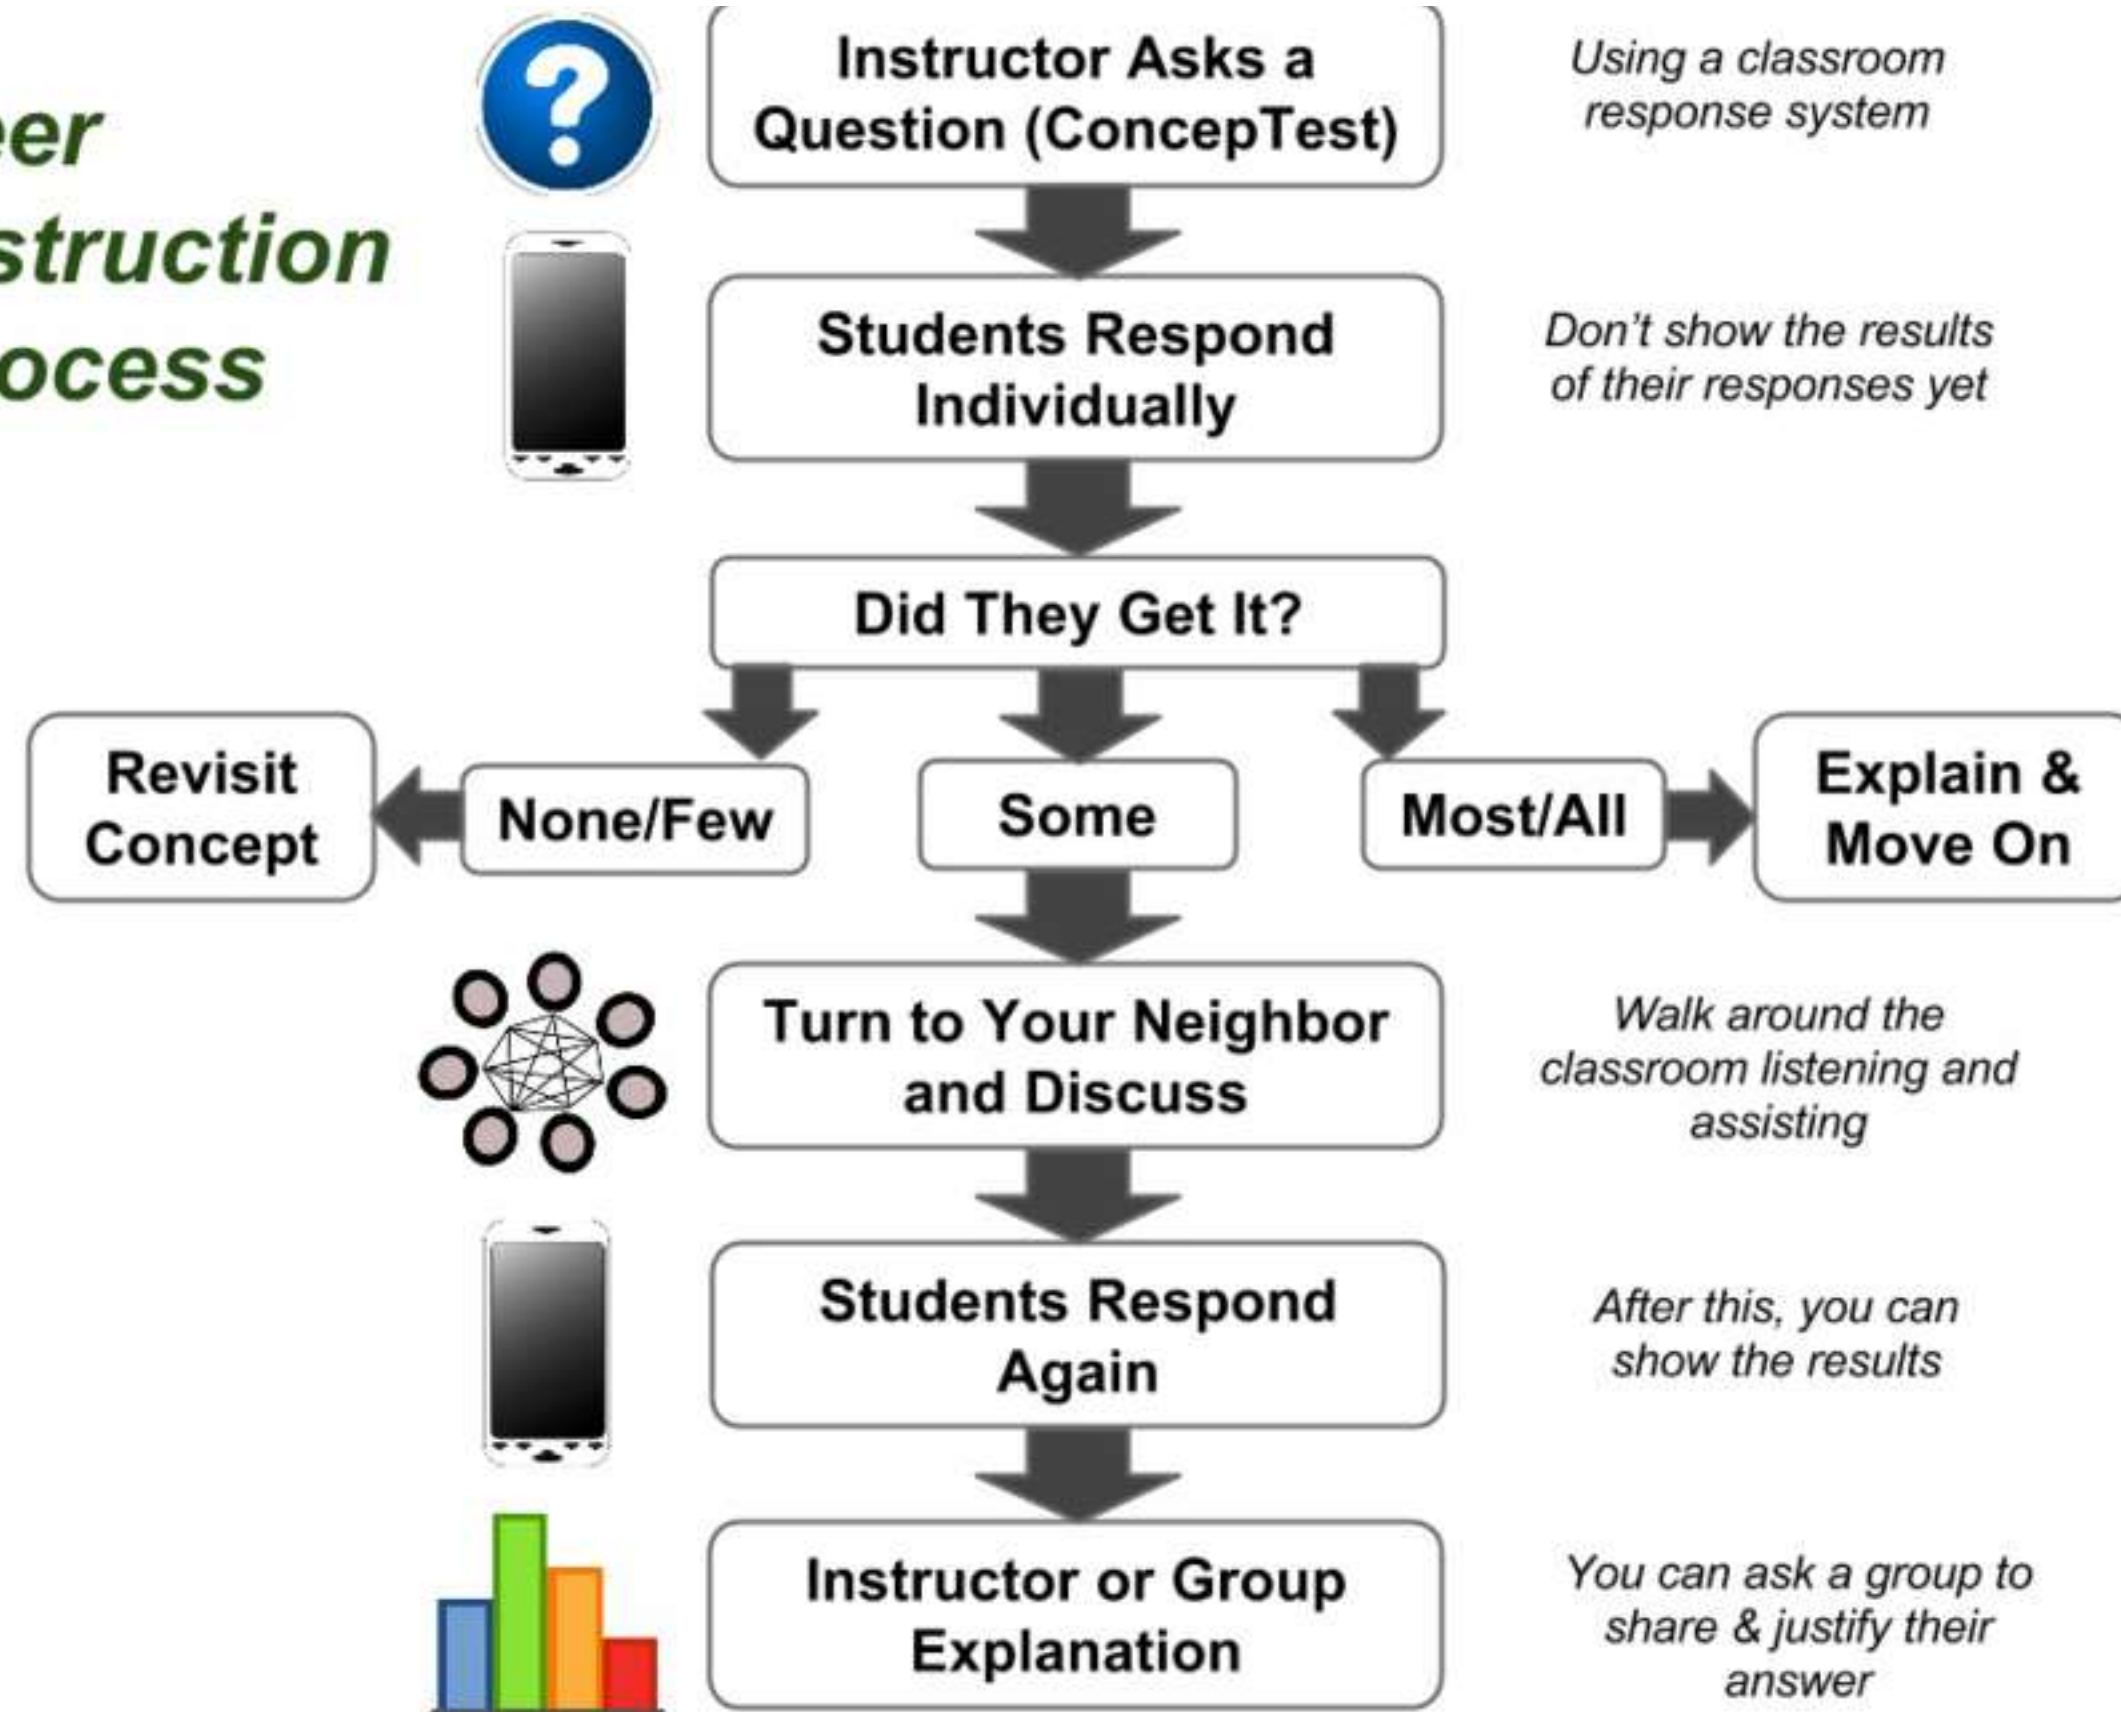 eer
struction
ocess
Instructor Asks a
Question (ConcepTest)
Using a classroom
response system
Students Respond
Individually
Don't show the results
of their responses yet
Did They Get It?
Revisit
Concept
None/Few
Some
Most/All
Explain &
Move On
Turn to Your Neighbor
and Discuss
Walk around the
classroom listening and
assisting
Students Respond
Again
After this, you can
show the results
Instructor or Group
Explanation
You can ask a group to
share & justify their
answer
?